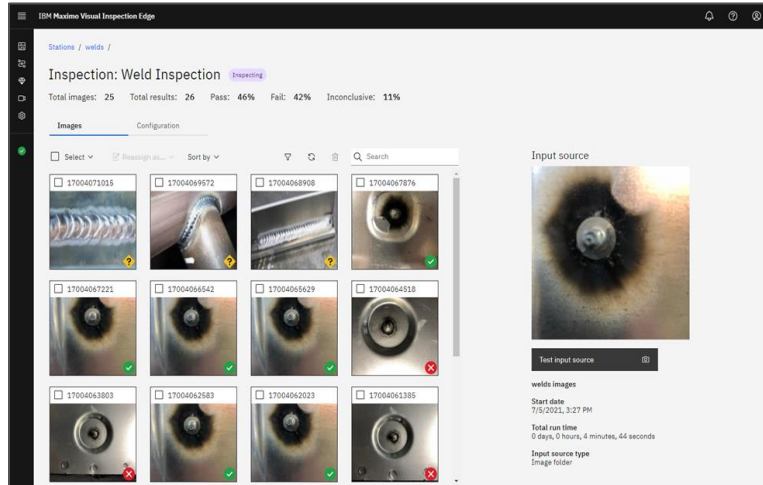 IBM Maximo Visual Inspection Edge
Stations / welds /
Inspection: Weld Inspection Inspecting
Total images: 25 Total results: 26 Pass: 46% Fail: 42% Inconclusive: 11%
Images Configuration
Select Reassign as... Sort by Search
17004071015 17004069572 17004068908 17004067876
17004067221 17004066542 17004065629 17004064518
17004063803 17004062583 17004062023 17004061385
Input source
Test input source
welds images
Start date
7/5/2021, 3:27 PM
Total run time
0 days, 0 hours, 4 minutes, 44 seconds
Input source type
Image folder